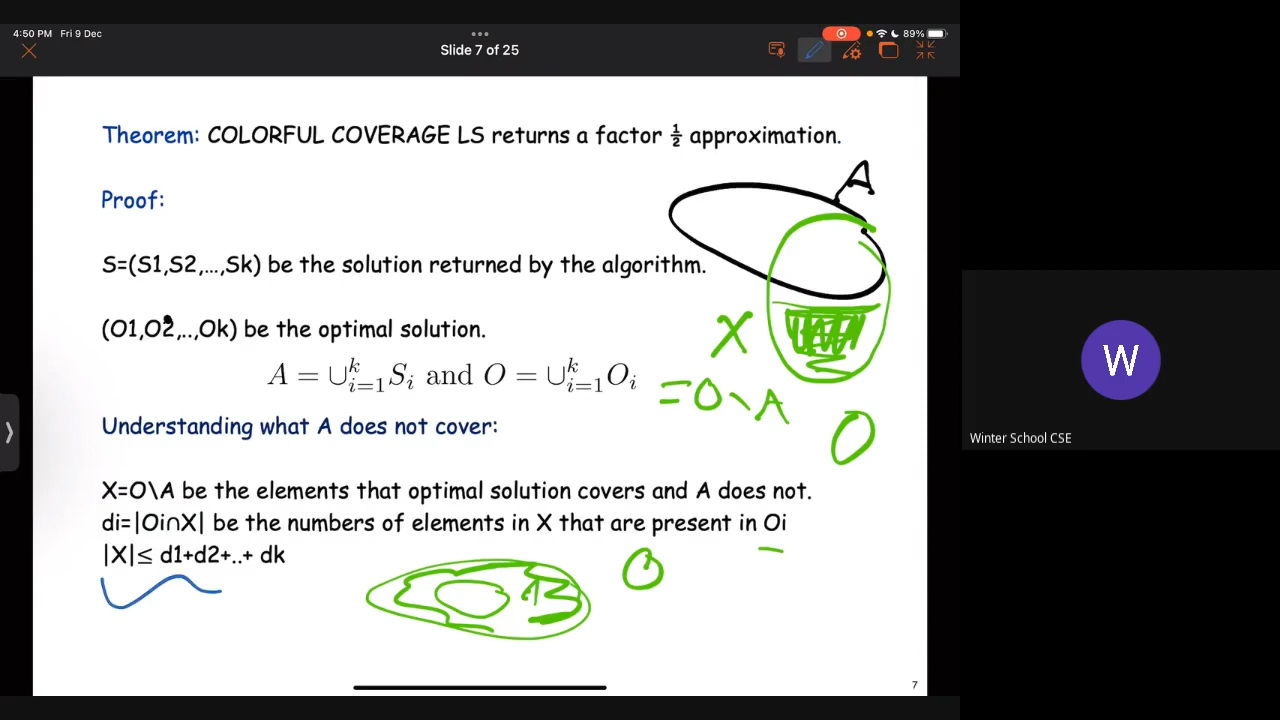 4:50 PM Fri 9 Dec
89%
Slide 7 of 25
Theorem: COLORFUL COVERAGE LS returns a factor ½ approximation.
A
Proof:
S=(S1,S2,...,Sk) be the solution returned by the algorithm.
(O1,O2,..,Ok) be the optimal solution.
X
= O \ A
O
A = ∪_{i=1}^{k} S_i and O = ∪_{i=1}^{k} O_i
Understanding what A does not cover:
X=O\A be the elements that optimal solution covers and A does not.
di=|Oi∩X| be the numbers of elements in X that are present in Oi
|X|≤ d1+d2+..+ dk
O
7
W
Winter School CSE